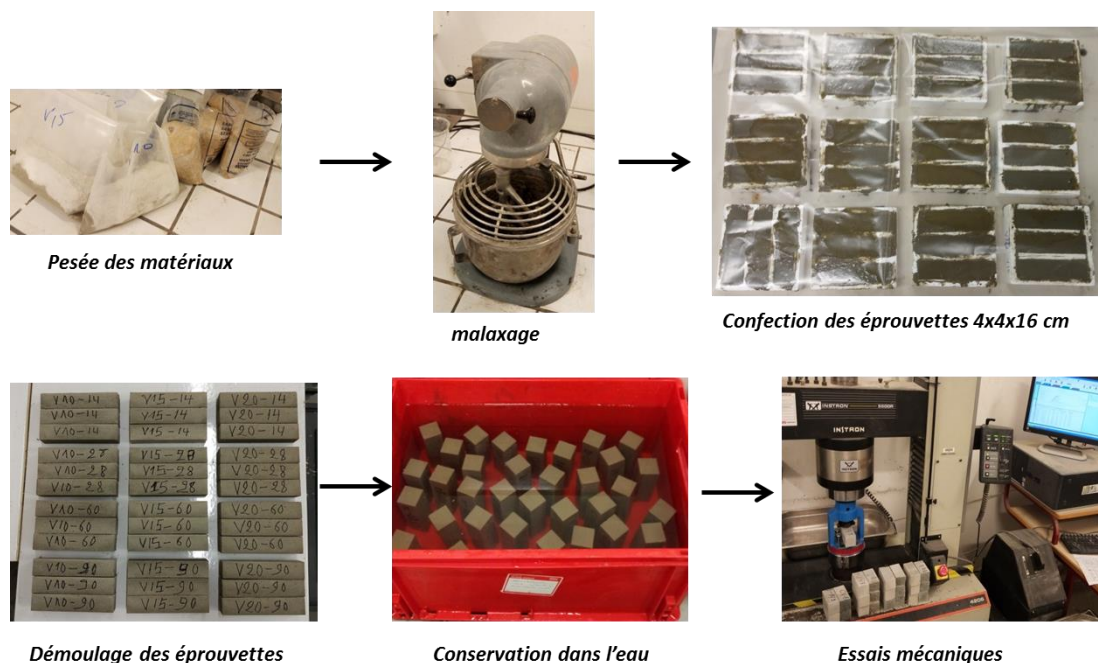 V15
Pesée des matériaux
malaxage
Confection des éprouvettes 4x4x16 cm
V10-14 V15-14 V20-14
V10-14 V15-14 V20-14
V10-14 V15-14 V20-14
V10-28 V15-28 V20-28
V10-28 V15-28 V20-28
V10-28 V15-28 V20-28
V10-60 V15-60 V20-60
V10-60 V15-60 V20-60
V10-60 V15-60 V20-60
V10-90 V15-90 V20-90
V10-90 V15-90 V20-90
V10-90 V15-90 V20-90
INSTRON
INSTRON
Démoulage des éprouvettes
Conservation dans l'eau
Essais mécaniques